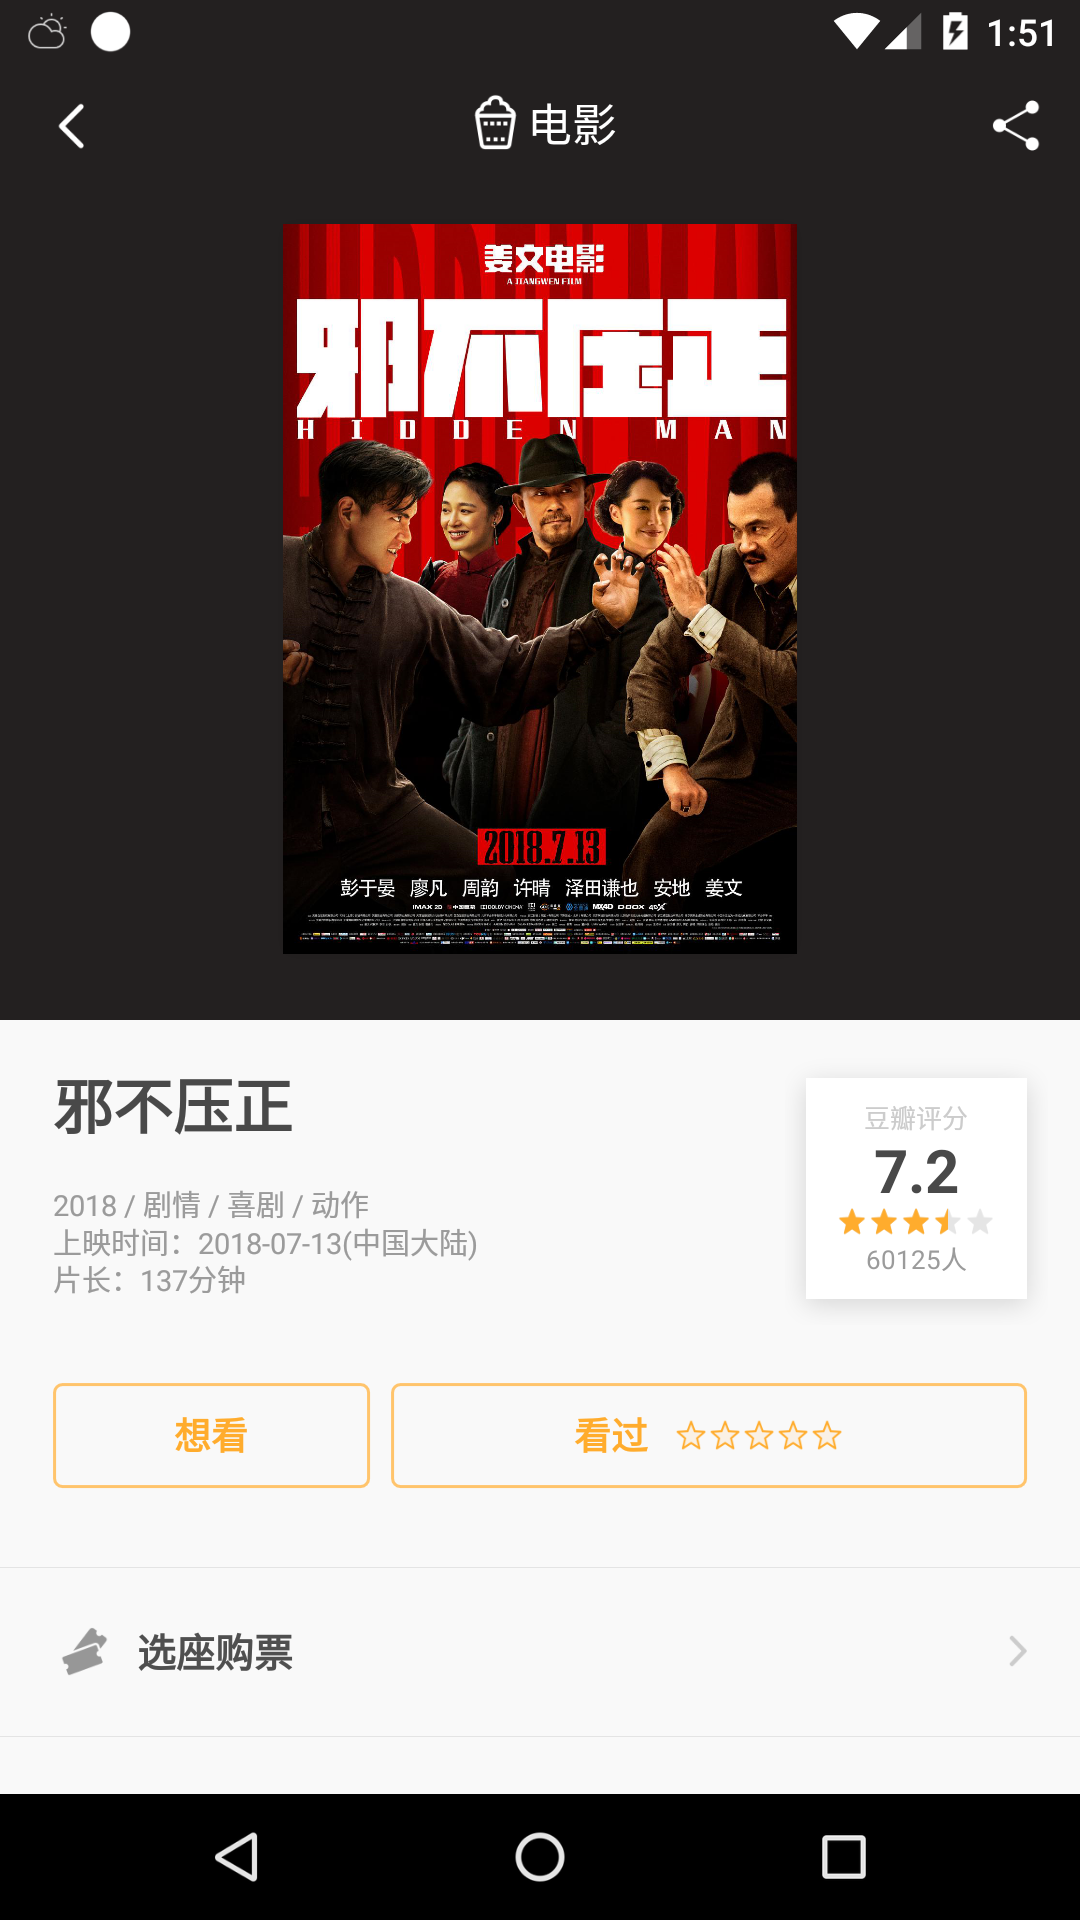 1:51
电影
姜文电影
A JIANGWEN FILM
邪不压正
HIDDEN MAN
2018.7.13
彭于晏 廖凡 周韵 许晴 泽田谦也 安地 姜文
邪不压正
豆瓣评分
7.2
60125人
2018 / 剧情 / 喜剧 / 动作
上映时间：2018-07-13(中国大陆)
片长：137分钟
想看
看过
选座购票